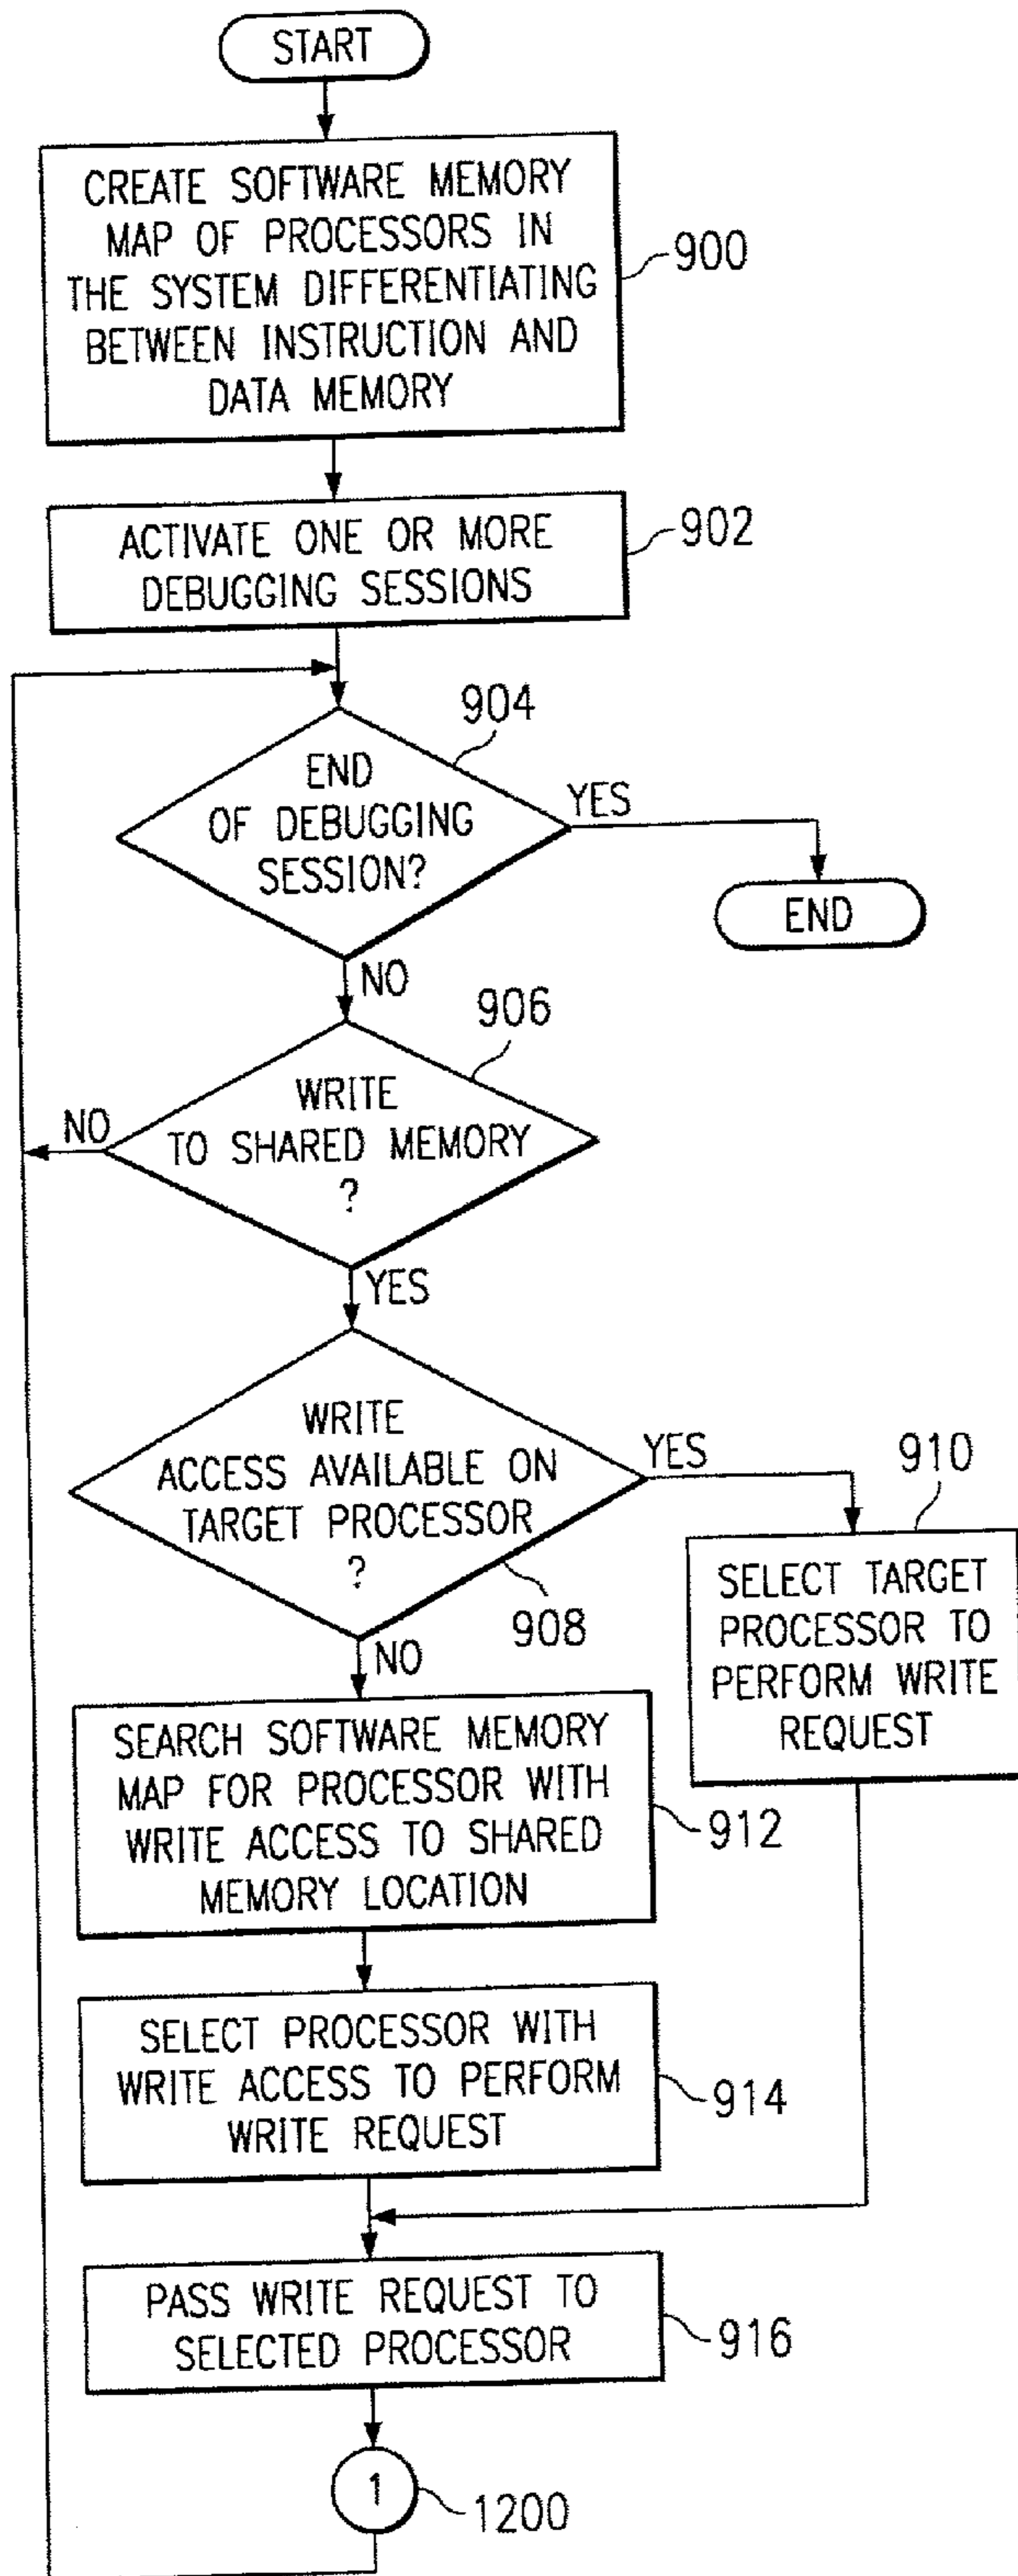 START
CREATE SOFTWARE MEMORY
MAP OF PROCESSORS IN
THE SYSTEM DIFFERENTIATING
BETWEEN INSTRUCTION AND
DATA MEMORY
900
ACTIVATE ONE OR MORE
DEBUGGING SESSIONS
902
904
END
OF DEBUGGING
SESSION?
YES
END
NO
906
WRITE
TO SHARED MEMORY
?
NO
YES
WRITE
ACCESS AVAILABLE ON
TARGET PROCESSOR
?
908
YES
910
SELECT TARGET
PROCESSOR TO
PERFORM WRITE
REQUEST
NO
SEARCH SOFTWARE MEMORY
MAP FOR PROCESSOR WITH
WRITE ACCESS TO SHARED
MEMORY LOCATION
912
SELECT PROCESSOR WITH
WRITE ACCESS TO PERFORM
WRITE REQUEST
914
PASS WRITE REQUEST TO
SELECTED PROCESSOR
916
1
1200